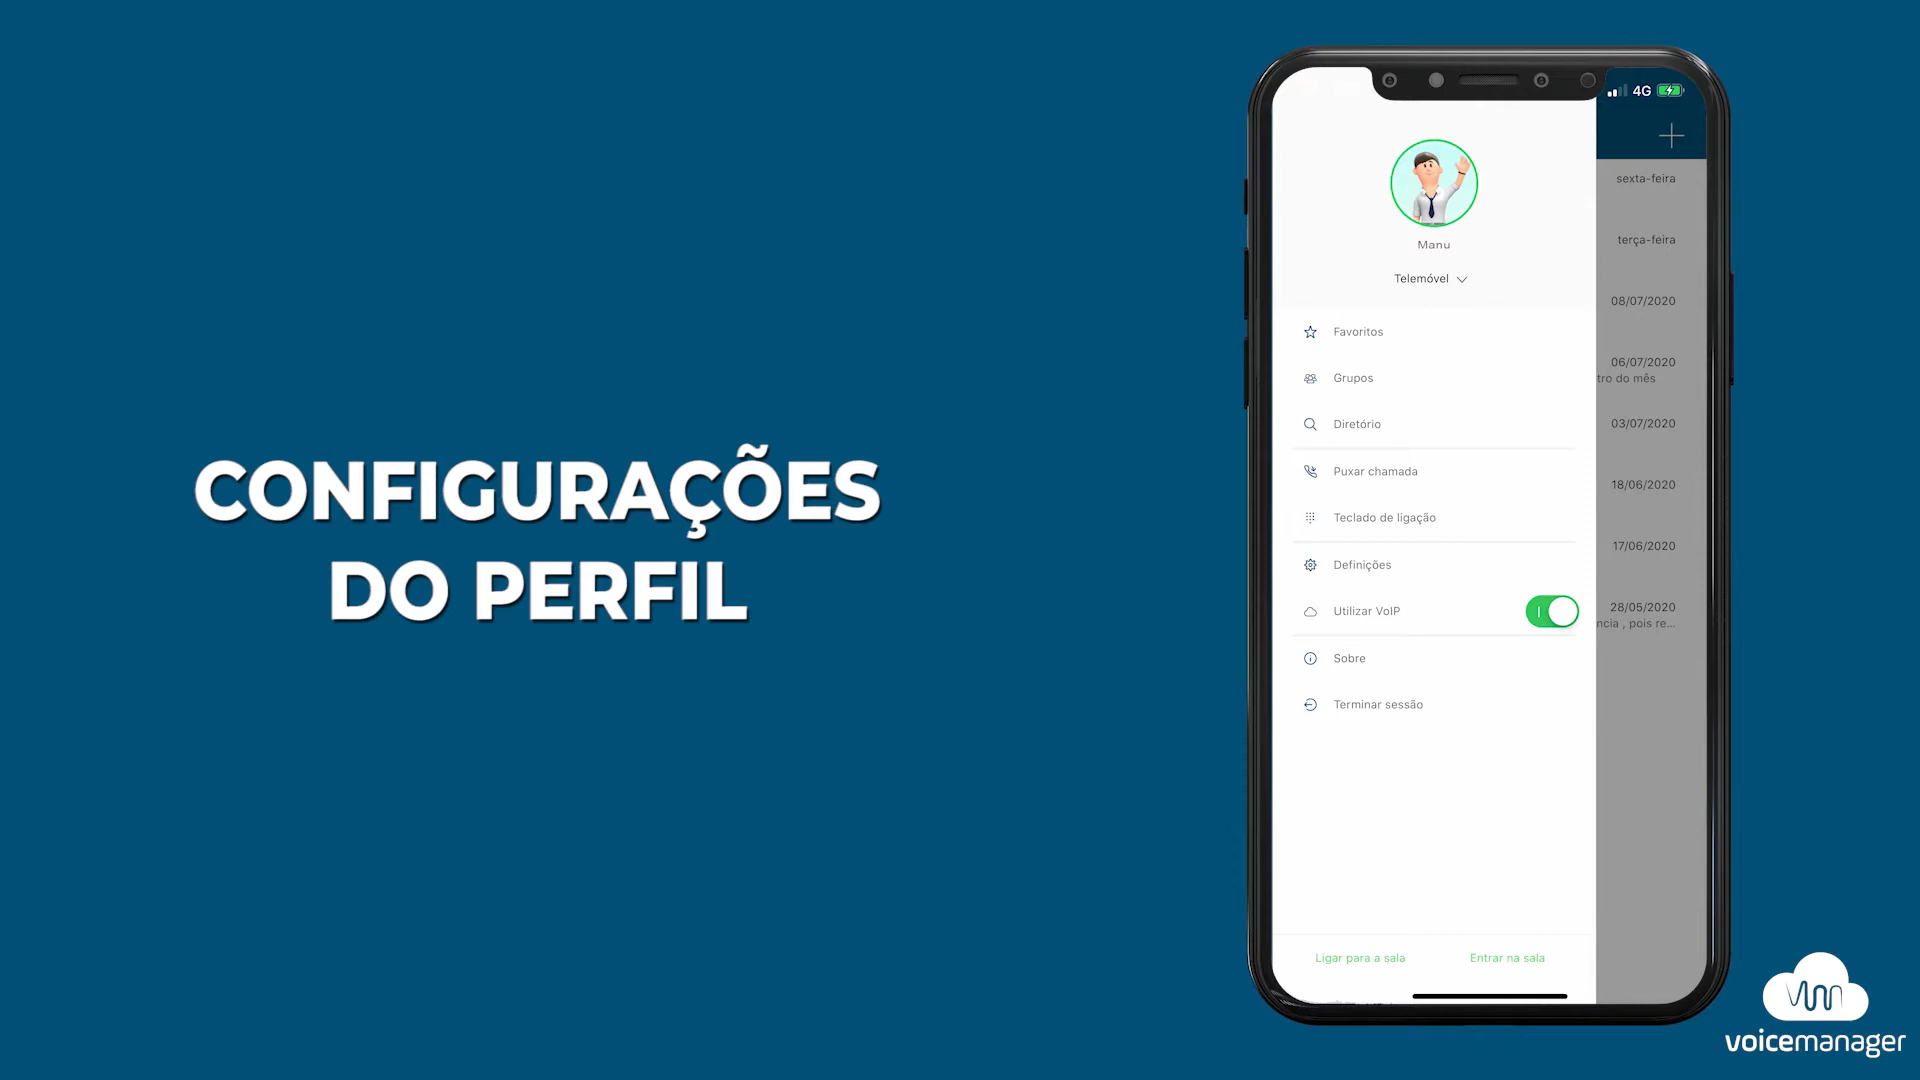 CONFIGURAÇÕES
DO PERFIL
4G
Manu
Telemóvel
Favoritos
Grupos
Diretório
Puxar chamada
Teclado de ligação
Definições
Utilizar VoIP
Sobre
Terminar sessão
Ligar para a sala
Entrar na sala
sexta-feira
terça-feira
08/07/2020
06/07/2020
tro do mês
03/07/2020
18/06/2020
17/06/2020
28/05/2020
ncia , pois re...
voicemanager